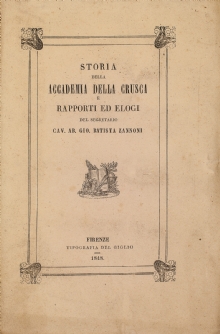 STORIA
DELLA
ACCADEMIA DELLA CRUSCA
E
RAPPORTI ED ELOGI
DEL SEGRETARIO
CAV. AB. GIO. BATISTA ZANNONI
FIRENZE
TIPOGRAFIA DEL GIGLIO
1848.